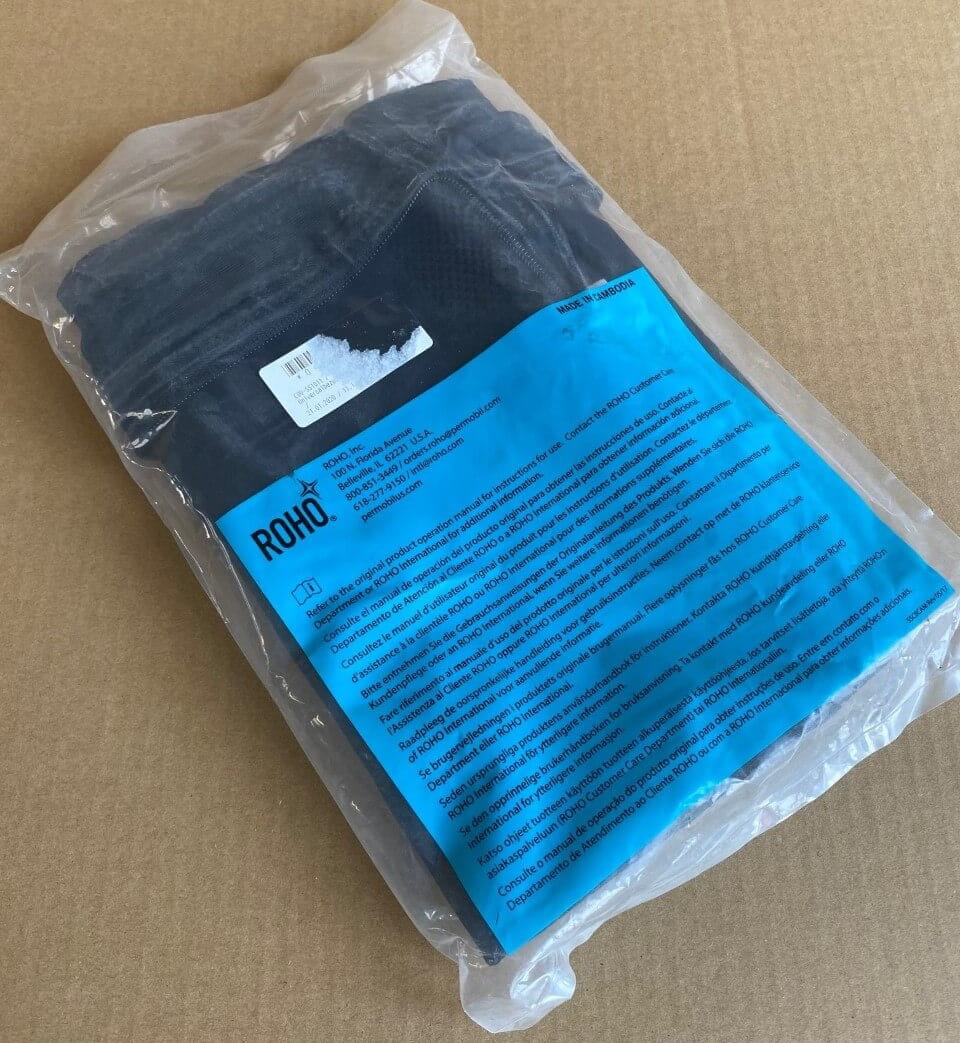 MADE IN CAMBODIA
21.01.2020
ROHO®
ROHO, Inc.
100 N. Florida Avenue
Belleville, IL 62221 U.S.A.
800-851-3449 / orders.roho@permobil.com
618-277-9150 / intl@roho.com
permobilus.com
Refer to the original product operation manual for instructions for use. Contact the ROHO Customer Care
Department or ROHO International for additional information.
Consulte el manual de operación del producto original para obtener las instrucciones de uso. Contacte al
Departamento de Atención al Cliente ROHO o a ROHO International para obtener información adicional.
Consultez le manuel d'utilisateur original du produit pour les instructions d'utilisation. Contactez le département
d'assistance à la clientèle ROHO ou ROHO International pour des informations supplémentaires.
Bitte entnehmen Sie die Gebrauchsanweisungen der Originalanleitung des Produkts. Wenden Sie sich die ROHO
Kundenpflege oder an ROHO International, wenn Sie weitere Informationen benötigen.
Fare riferimento al manuale d'uso del prodotto originale per le istruzioni sull'uso. Contattare il Dipartimento per
l'Assistenza al Cliente ROHO oppure ROHO International per ulteriori informazioni.
Raadpleeg de oorspronkelijke handleiding voor gebruiksinstructies. Neem contact op met de ROHO klantenservice
of ROHO International voor aanvullende informatie.
Se brugervejledningen i produktets originale brugermanual. Flere oplysninger fås hos ROHO Customer Care
Department eller ROHO International.
Seden ursprungliga produktens användarhandbok för instruktioner. Kontakta ROHO kundtjänstavdelning elle
ROHO International för ytterligare information.
Se den opprinnelige brukerhåndboken for bruksanvisning. Ta kontakt med ROHO kundeavdeling eller ROHO
International for ytterligere informasjon.
Katso ohjeet tuotteen käyttöön tuotteen alkuperäisestä käyttöohjeesta. Jos tarvitset lisätietoja, ota yhteyttä ROHO:n
asiakaspalveluun (ROHO Customer Care Department) tai ROHO Internationaliin.
Consulte o manual de operação do produto original para obter instruções de uso. Entre em contato com o
Departamento de Atendimento ao Cliente ROHO ou com a ROHO International para obter informações adicionais.